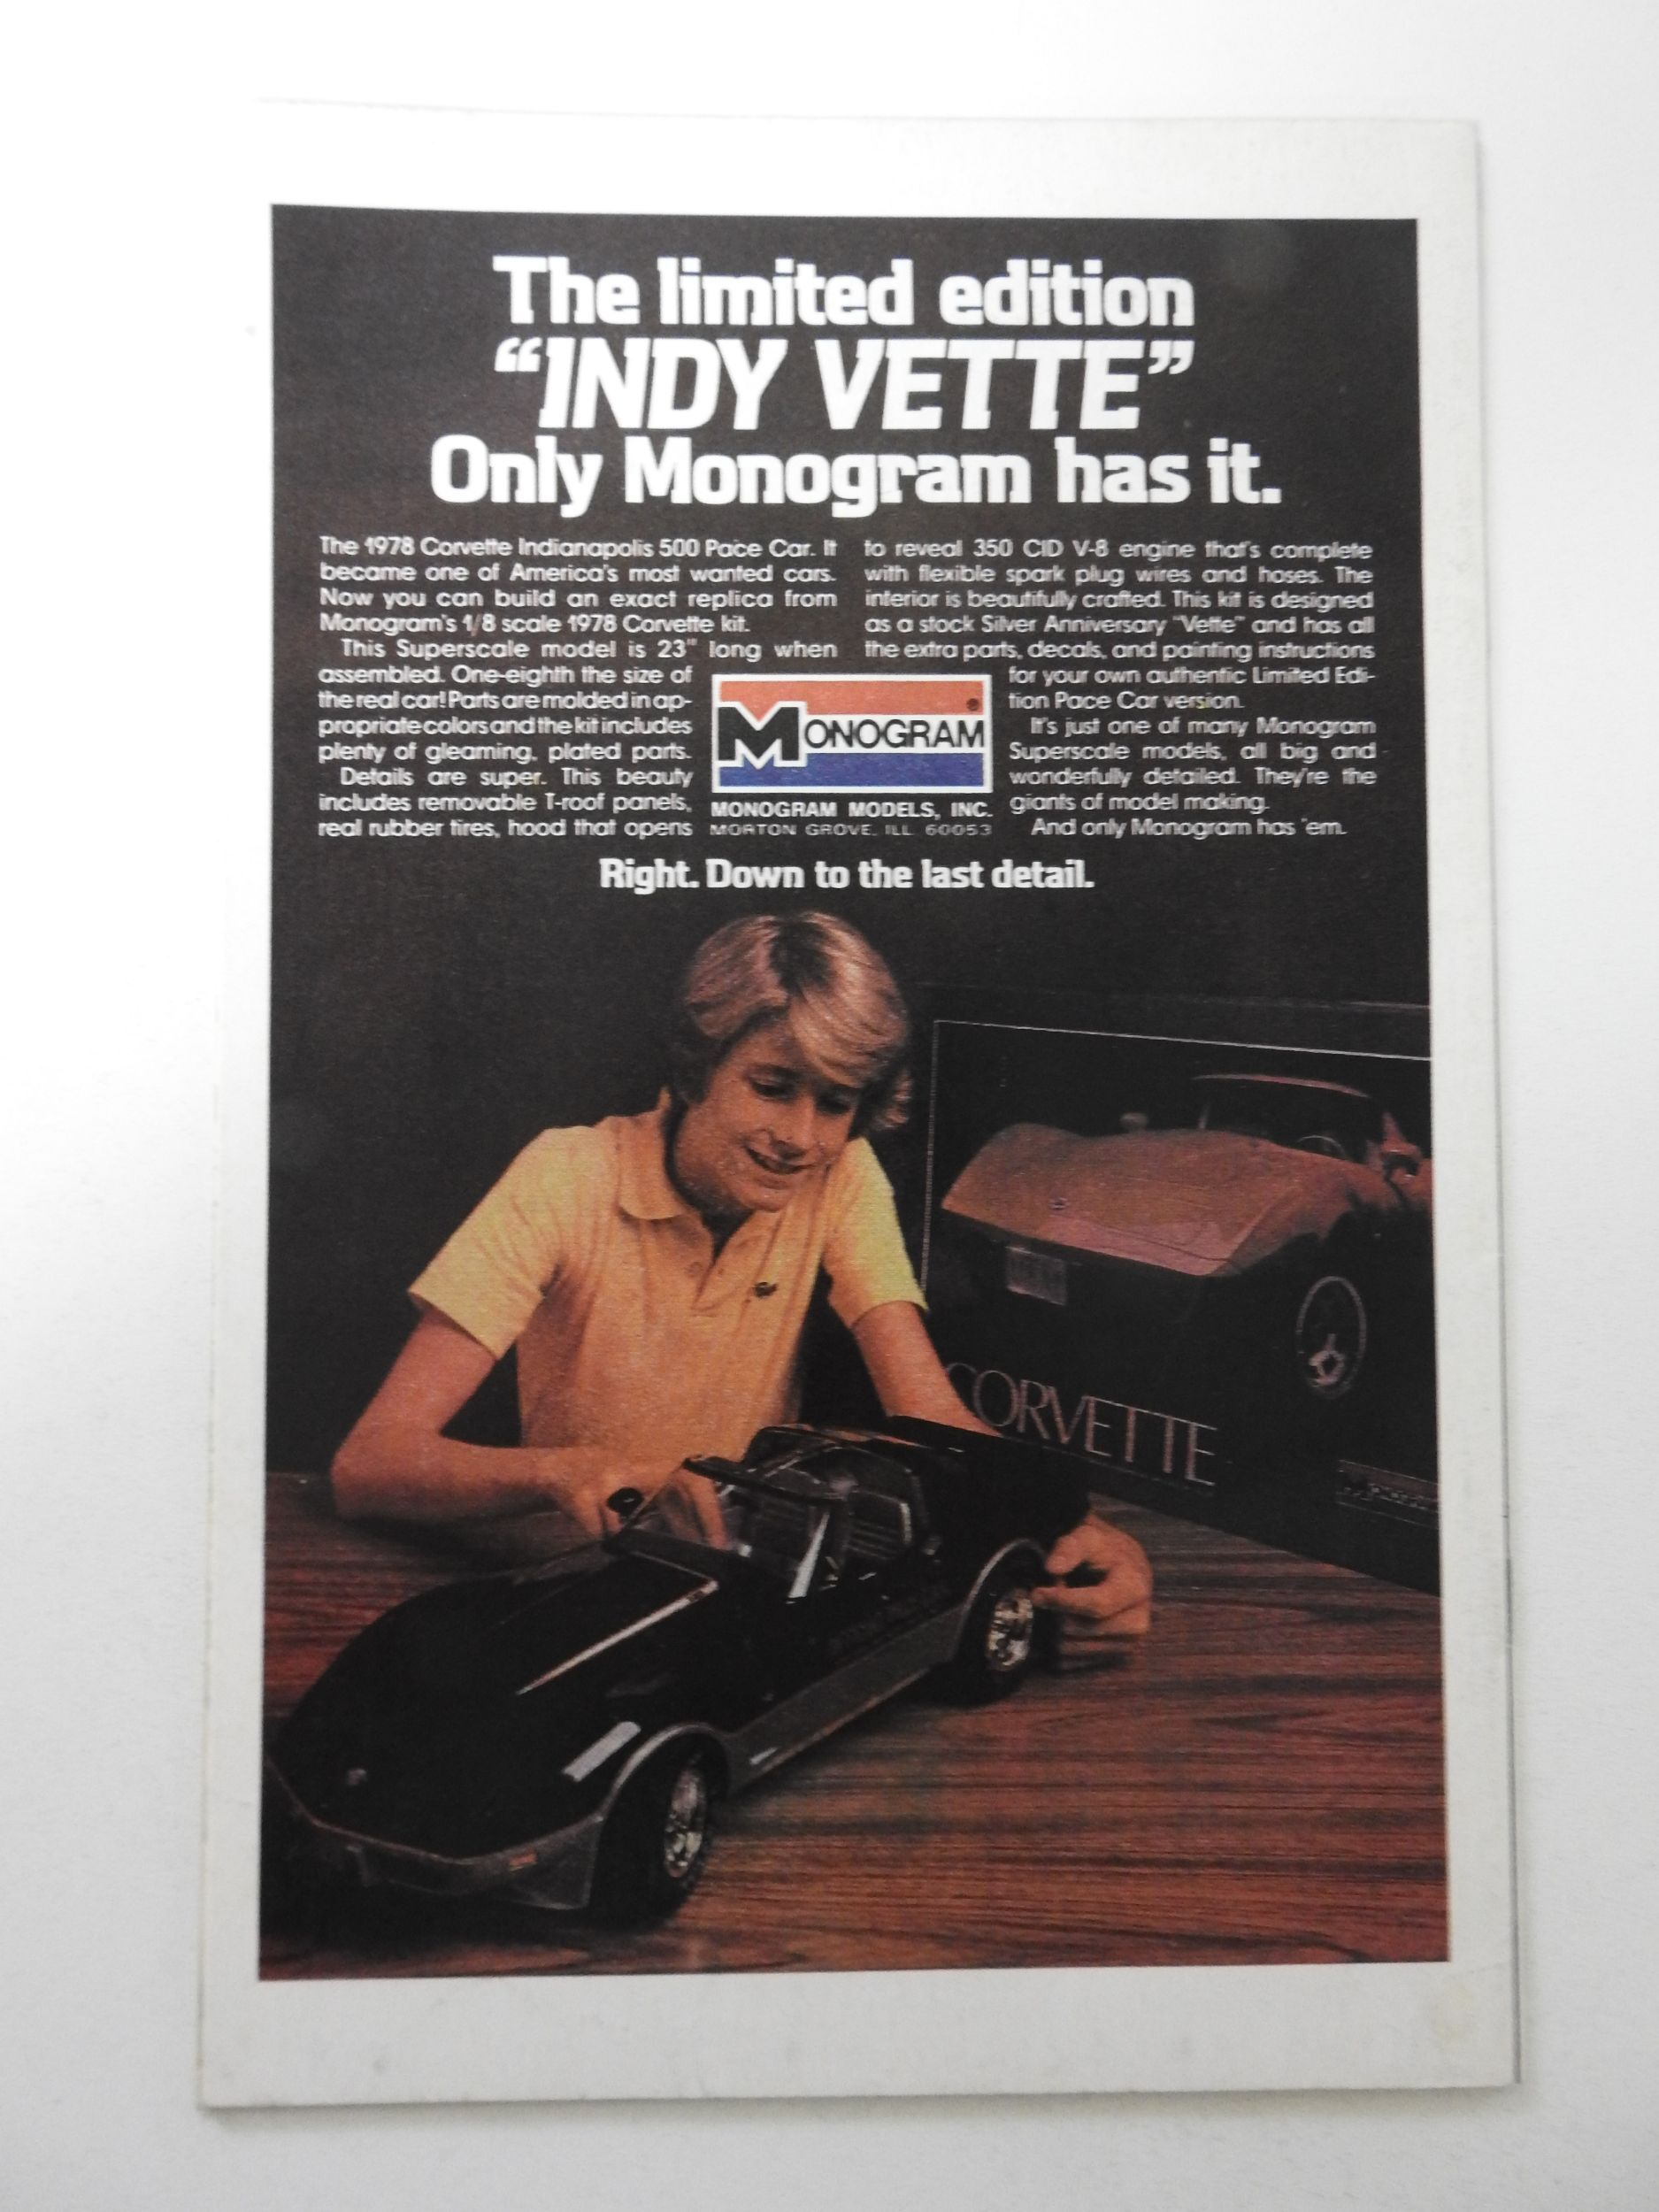 The limited edition
“INDY VETTE”
Only Monogram has it.
The 1978 Corvette Indianapolis 500 Pace Car. It
became one of America's most wanted cars.
Now you can build an exact replica from
Monogram's 1/8 scale 1978 Corvette kit.
This Superscale model is 23" long when
assembled. One-eighth the size of
the real car! Parts are molded in ap-
propriate colors and the kit includes
plenty of gleaming, plated parts.
Details are super. This beauty
includes removable T-roof panels,
real rubber tires, hood that opens
to reveal 350 CID V-8 engine that's complete
with flexible spark plug wires and hoses. The
interior is beautifully crafted. This kit is designed
as a stock Silver Anniversary "Vette" and has all
the extra parts, decals, and painting instructions
for your own authentic Limited Edi-
tion Pace Car version.
It's just one of many Monogram
Superscale models, all big and
wonderfully detailed. They're the
giants of model making.
And only Monogram has 'em.
MONOGRAM ®
MONOGRAM MODELS, INC.
MORTON GROVE, ILL. 60053
Right. Down to the last detail.
CORVETTE